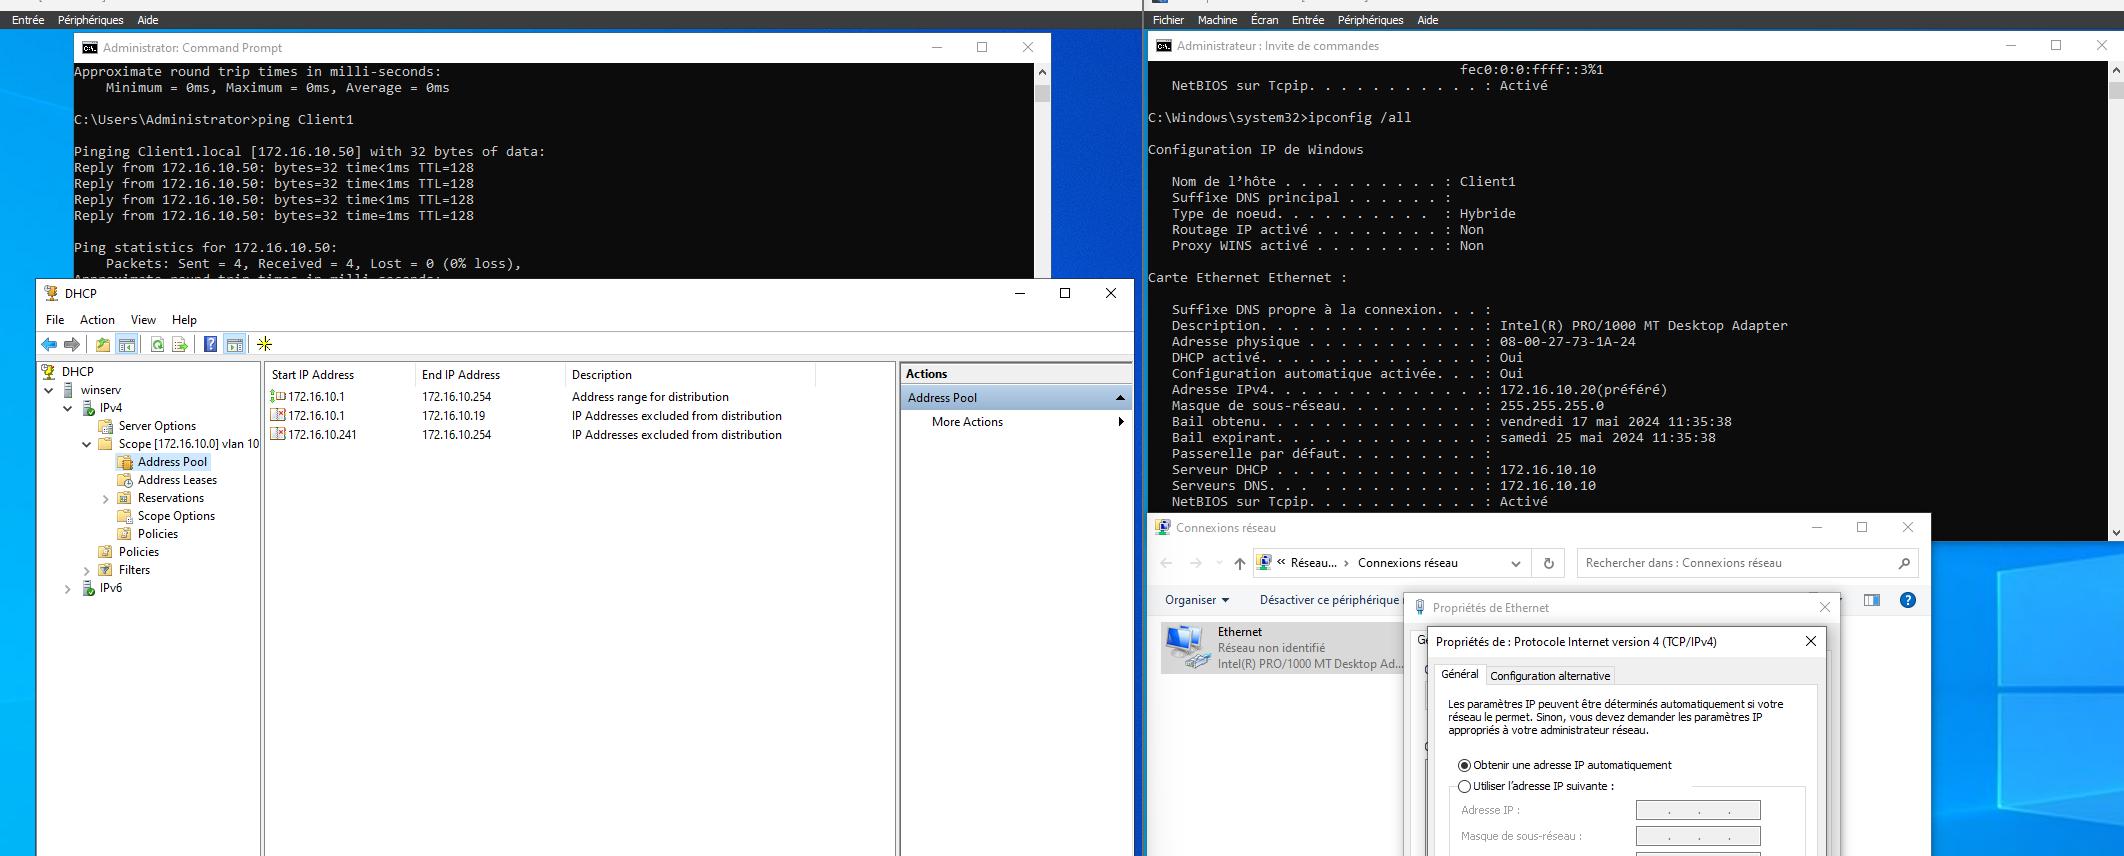 Entrée Périphériques Aide
Administrator: Command Prompt
Approximate round trip times in milli-seconds:
Minimum = 0ms, Maximum = 0ms, Average = 0ms
C:\Users\Administrator>ping Client1
Pinging Client1.local [172.16.10.50] with 32 bytes of data:
Reply from 172.16.10.50: bytes=32 time<1ms TTL=128
Reply from 172.16.10.50: bytes=32 time<1ms TTL=128
Reply from 172.16.10.50: bytes=32 time<1ms TTL=128
Reply from 172.16.10.50: bytes=32 time=1ms TTL=128
Ping statistics for 172.16.10.50:
Packets: Sent = 4, Received = 4, Lost = 0 (0% loss),
DHCP
File Action View Help
DHCP
winserv
IPv4
Server Options
Scope [172.16.10.0] vlan 10
Address Pool
Address Leases
Reservations
Scope Options
Policies
Policies
Filters
IPv6
Start IP Address End IP Address Description
172.16.10.1 172.16.10.254 Address range for distribution
172.16.10.1 172.16.10.19 IP Addresses excluded from distribution
172.16.10.241 172.16.10.254 IP Addresses excluded from distribution
Actions
Address Pool
More Actions
Fichier Machine Écran Entrée Périphériques Aide
Administrateur : Invite de commandes
fec0:0:0:ffff::3%1
NetBIOS sur Tcpip. . . . . . . . . . . : Activé
C:\Windows\system32>ipconfig /all
Configuration IP de Windows
Nom de l’hôte . . . . . . . . . . : Client1
Suffixe DNS principal . . . . . . :
Type de noeud. . . . . . . . . .  : Hybride
Routage IP activé . . . . . . . . : Non
Proxy WINS activé . . . . . . . . : Non
Carte Ethernet Ethernet :
Suffixe DNS propre à la connexion. . . :
Description. . . . . . . . . . . . . . : Intel(R) PRO/1000 MT Desktop Adapter
Adresse physique . . . . . . . . . . . : 08-00-27-73-1A-24
DHCP activé. . . . . . . . . . . . . . : Oui
Configuration automatique activée. . . : Oui
Adresse IPv4. . . . . . . . . . . . . .: 172.16.10.20(préféré)
Masque de sous-réseau. . . . . . . . . : 255.255.255.0
Bail obtenu. . . . . . . . . . . . . . : vendredi 17 mai 2024 11:35:38
Bail expirant. . . . . . . . . . . . . : samedi 25 mai 2024 11:35:38
Passerelle par défaut. . . . . . . . . :
Serveur DHCP . . . . . . . . . . . . . : 172.16.10.10
Serveurs DNS. . .  . . . . . . . . . . : 172.16.10.10
NetBIOS sur Tcpip. . . . . . . . . . . : Activé
Connexions réseau
« Réseau... › Connexions réseau
Rechercher dans : Connexions réseau
Organiser Désactiver ce périphérique
Ethernet
Réseau non identifié
Intel(R) PRO/1000 MT Desktop Ad...
Propriétés de Ethernet
Propriétés de : Protocole Internet version 4 (TCP/IPv4)
Général Configuration alternative
Les paramètres IP peuvent être déterminés automatiquement si votre
réseau le permet. Sinon, vous devez demander les paramètres IP
appropriés à votre administrateur réseau.
Obtenir une adresse IP automatiquement
Utiliser l’adresse IP suivante :
Adresse IP :
Masque de sous-réseau :